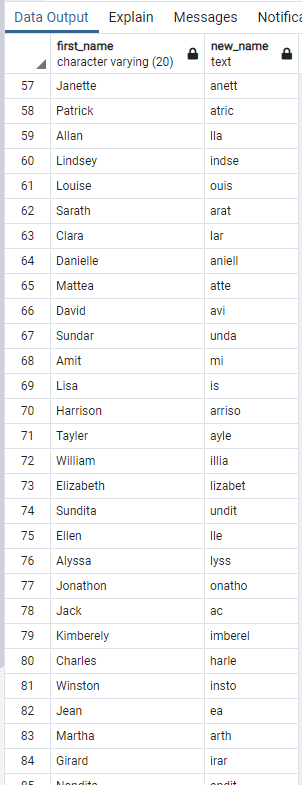 Data Output Explain Messages Notifica
first_name new_name
character varying (20) text
57 Janette anett
58 Patrick atric
59 Allan lla
60 Lindsey indse
61 Louise ouis
62 Sarath arat
63 Clara lar
64 Danielle aniell
65 Mattea atte
66 David avi
67 Sundar unda
68 Amit mi
69 Lisa is
70 Harrison arriso
71 Tayler ayle
72 William illia
73 Elizabeth lizabet
74 Sundita undit
75 Ellen lle
76 Alyssa lyss
77 Jonathon onatho
78 Jack ac
79 Kimberely imberel
80 Charles harle
81 Winston insto
82 Jean ea
83 Martha arth
84 Girard irar
85 Nandita andit